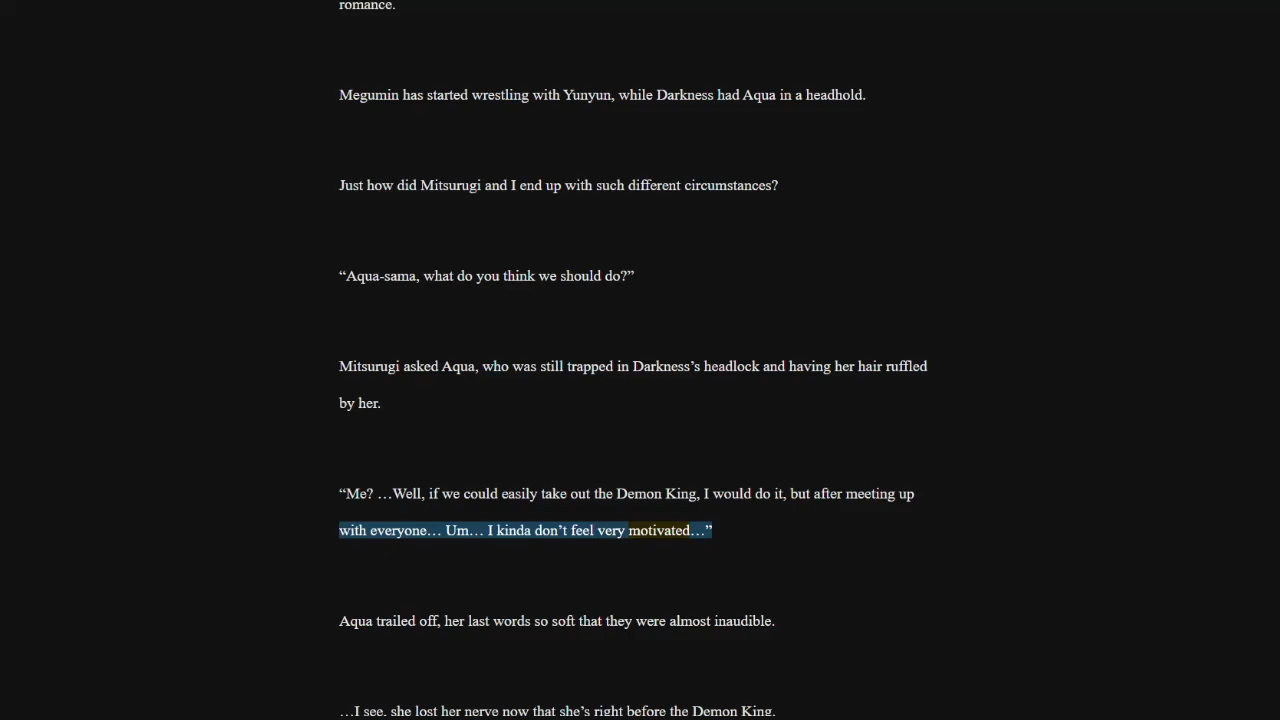 romance.
Megumin has started wrestling with Yunyun, while Darkness had Aqua in a headhold.
Just how did Mitsurugi and I end up with such different circumstances?
“Aqua-sama, what do you think we should do?”
Mitsurugi asked Aqua, who was still trapped in Darkness’s headlock and having her hair ruffled
by her.
“Me? …Well, if we could easily take out the Demon King, I would do it, but after meeting up
with everyone… Um… I kinda don’t feel very motivated…”
Aqua trailed off, her last words so soft that they were almost inaudible.
…I see, she lost her nerve now that she’s right before the Demon King.